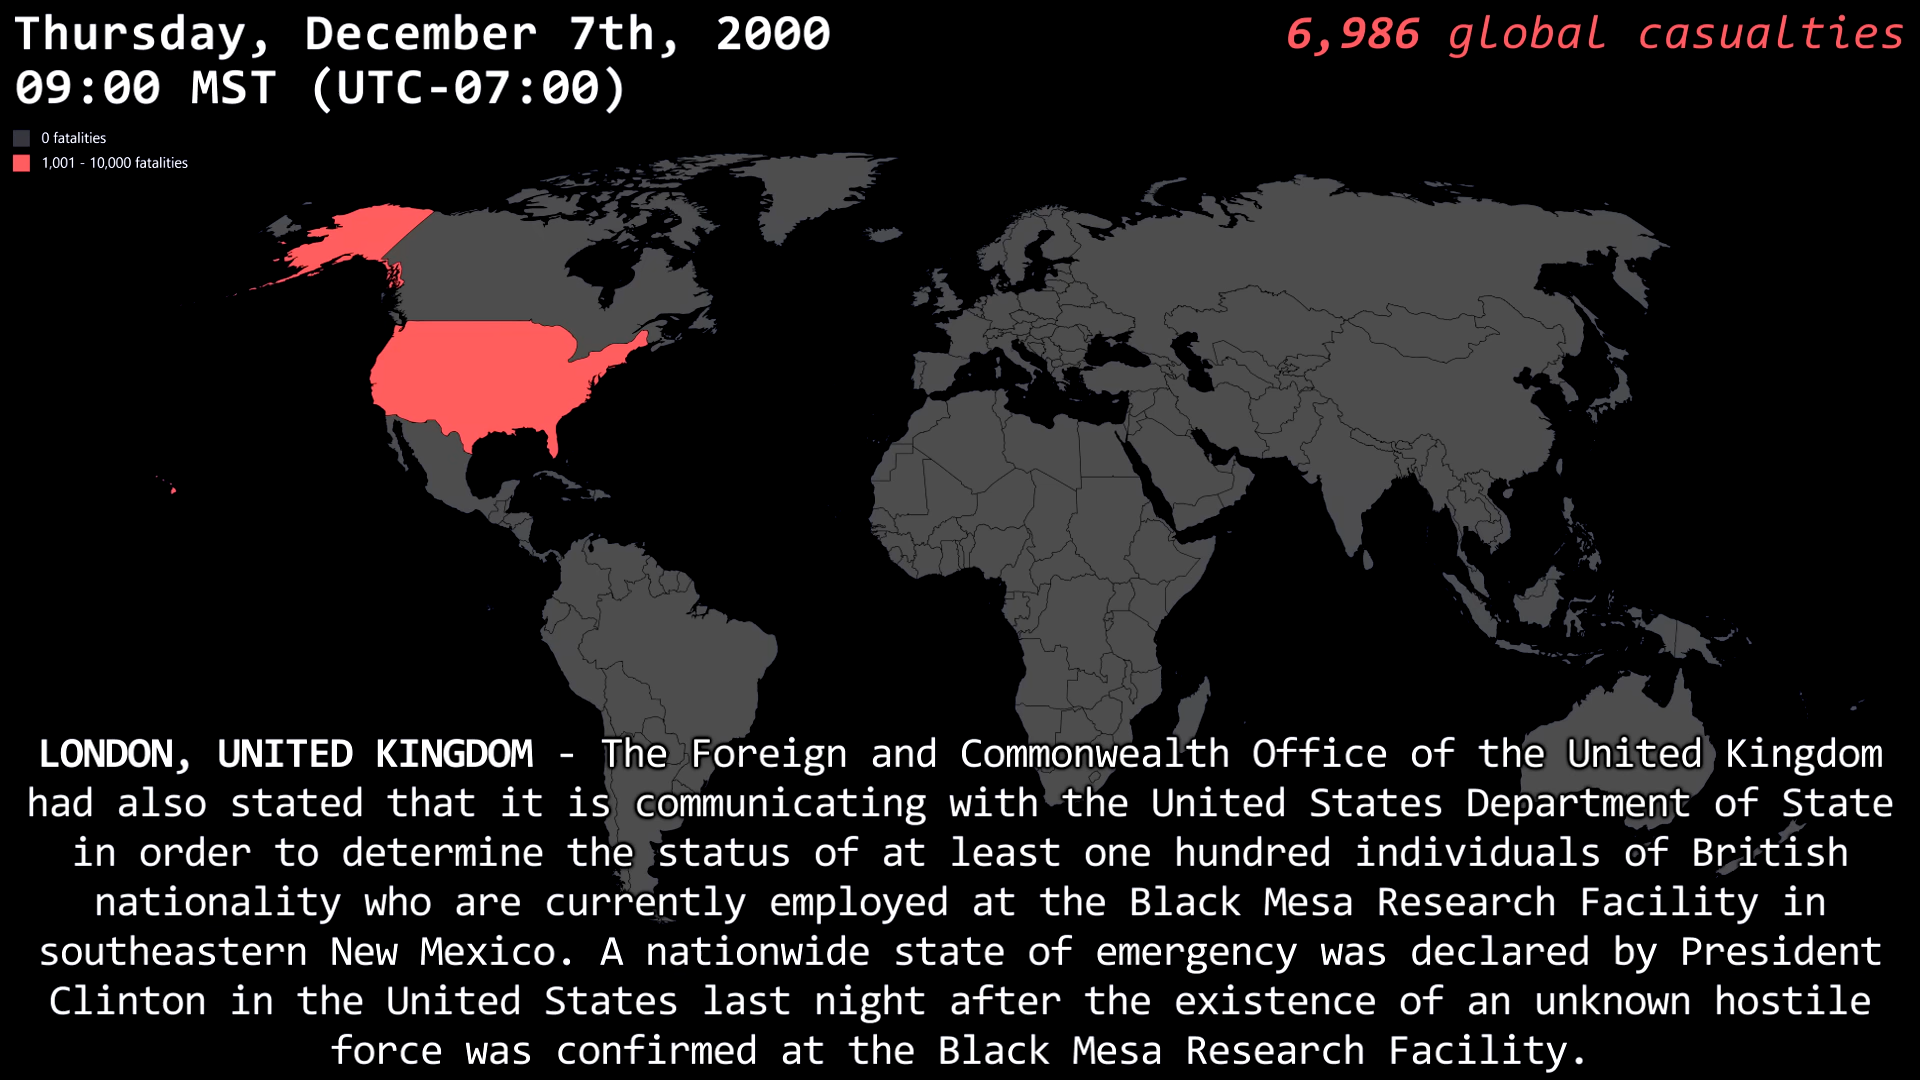 Thursday, December 7th, 2000
09:00 MST (UTC-07:00)
6,986 global casualties
0 fatalities
1,001 - 10,000 fatalities
LONDON, UNITED KINGDOM - The Foreign and Commonwealth Office of the United Kingdom
had also stated that it is communicating with the United States Department of State
in order to determine the status of at least one hundred individuals of British
nationality who are currently employed at the Black Mesa Research Facility in
southeastern New Mexico. A nationwide state of emergency was declared by President
Clinton in the United States last night after the existence of an unknown hostile
force was confirmed at the Black Mesa Research Facility.